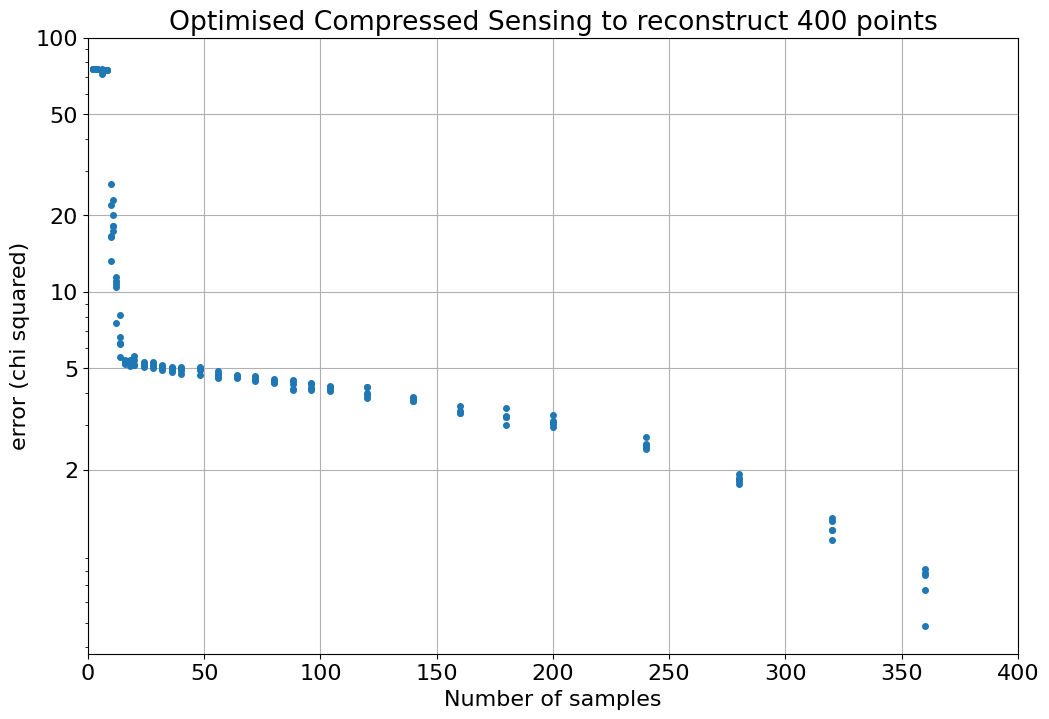 Optimised Compressed Sensing to reconstruct 400 points
100
50
20
10
5
2
error (chi squared)
0 50 100 150 200 250 300 350 400
Number of samples